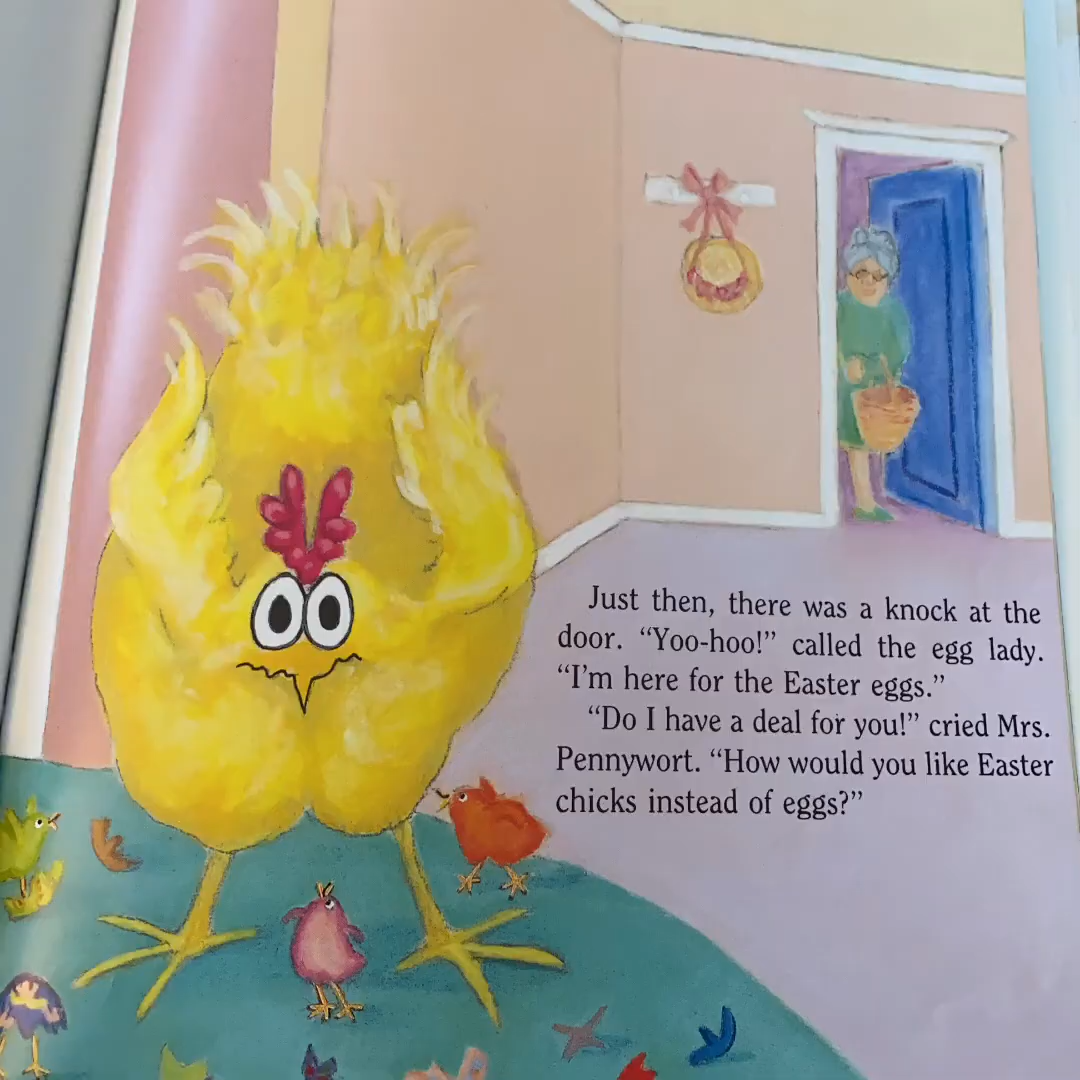 Just then, there was a knock at the
door. “Yoo-hoo!” called the egg lady.
“I’m here for the Easter eggs.”
“Do I have a deal for you!” cried Mrs.
Pennywort. “How would you like Easter
chicks instead of eggs?”